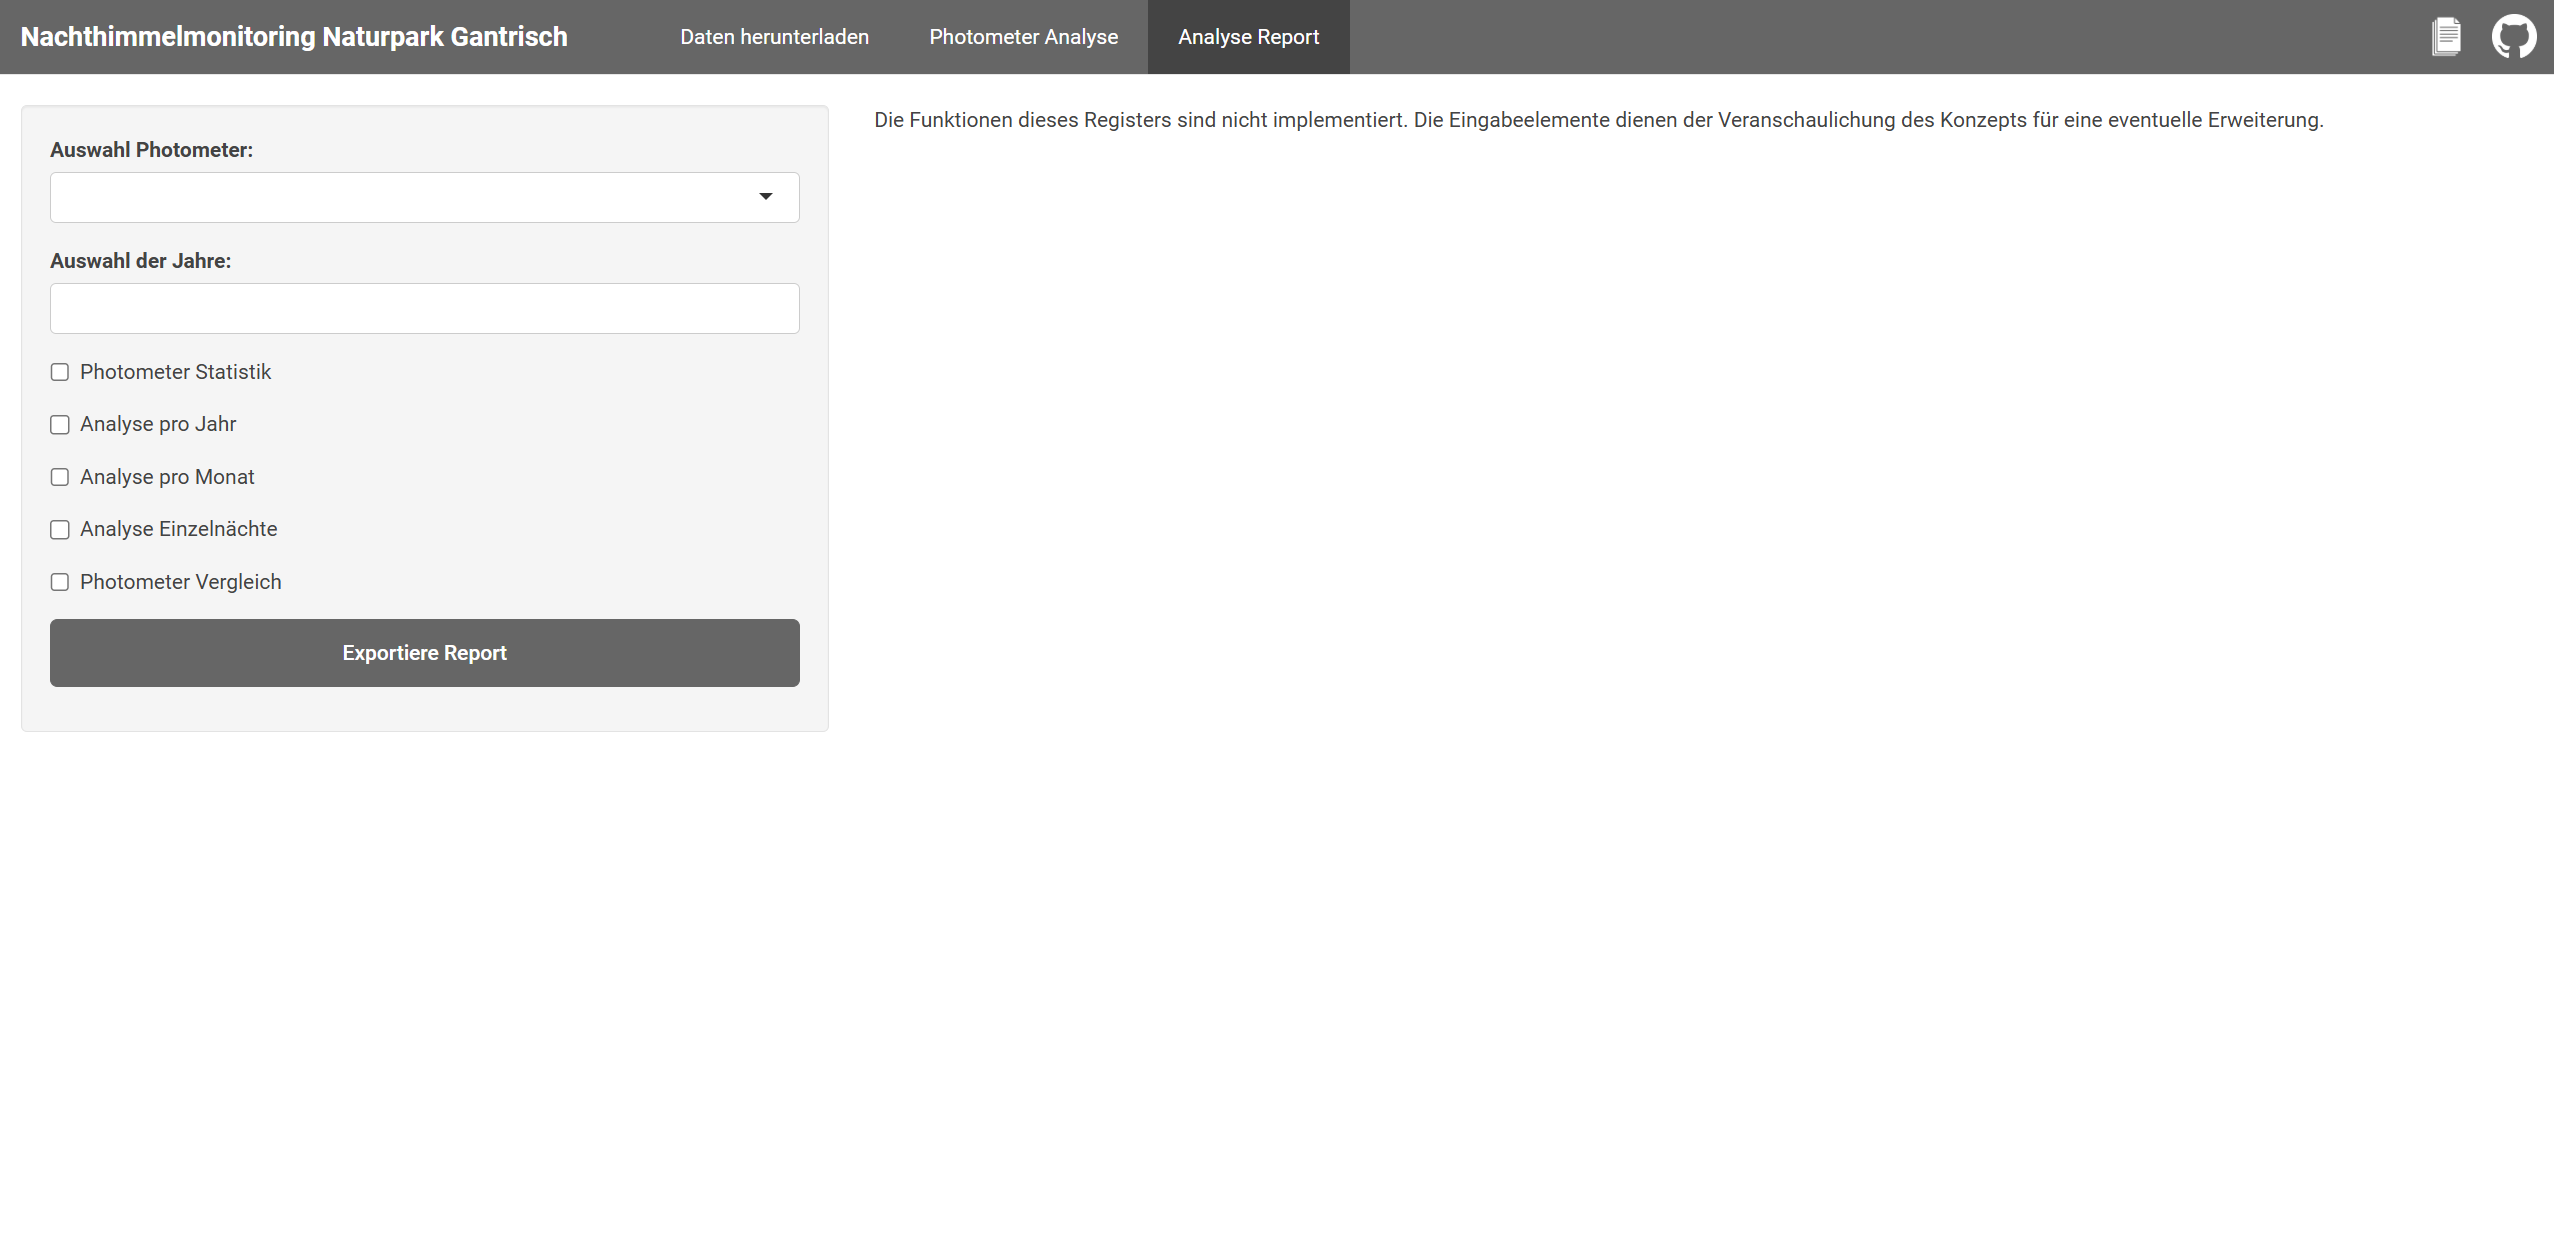 Nachthimmelmonitoring Naturpark Gantrisch
Daten herunterladen
Photometer Analyse
Analyse Report
Auswahl Photometer:
Auswahl der Jahre:
Photometer Statistik
Analyse pro Jahr
Analyse pro Monat
Analyse Einzelnächte
Photometer Vergleich
Exportiere Report
Die Funktionen dieses Registers sind nicht implementiert. Die Eingabeelemente dienen der Veranschaulichung des Konzepts für eine eventuelle Erweiterung.